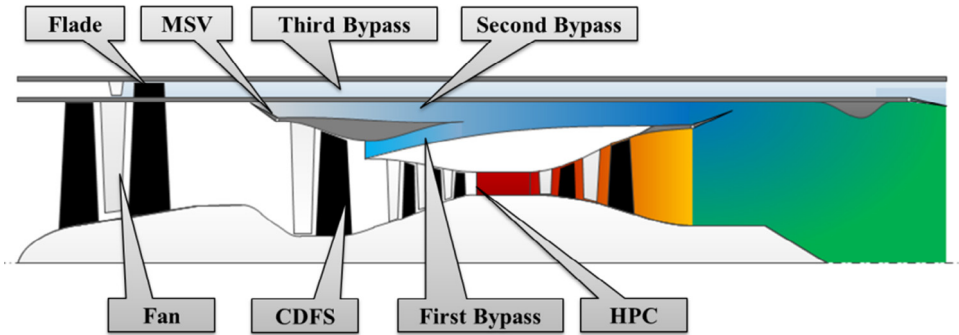 Flade
MSV
Third Bypass
Second Bypass
Fan
CDFS
First Bypass
HPC